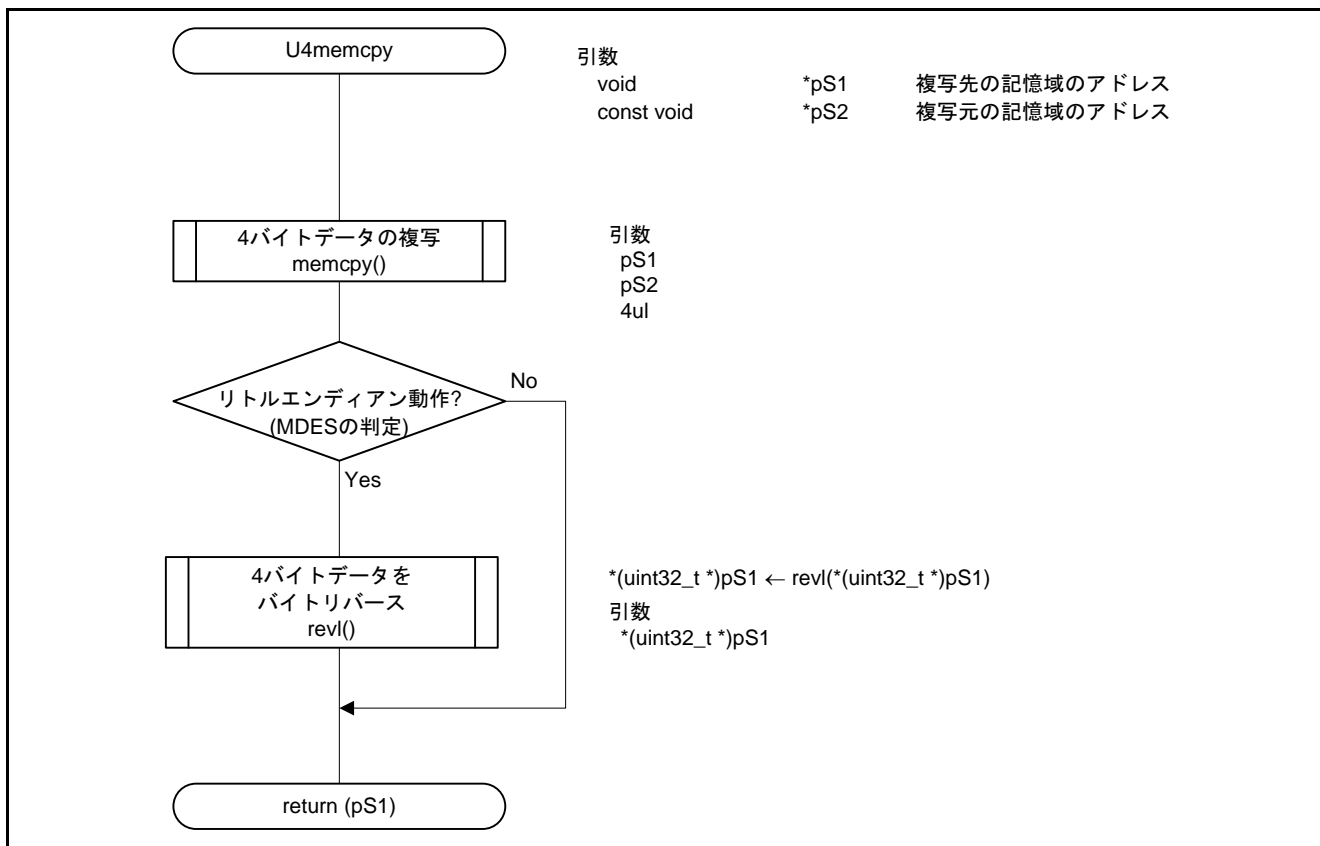 U4memcpy
引数
void *pS1 複写先の記憶域のアドレス
const void *pS2 複写元の記憶域のアドレス
4バイトデータの複写
memcpy()
引数
pS1
pS2
4ul
リトルエンディアン動作?
(MDESの判定)
No
Yes
4バイトデータを
バイトリバース
revl()
*(uint32_t *)pS1 ← revl(*(uint32_t *)pS1)
引数
*(uint32_t *)pS1
return (pS1)